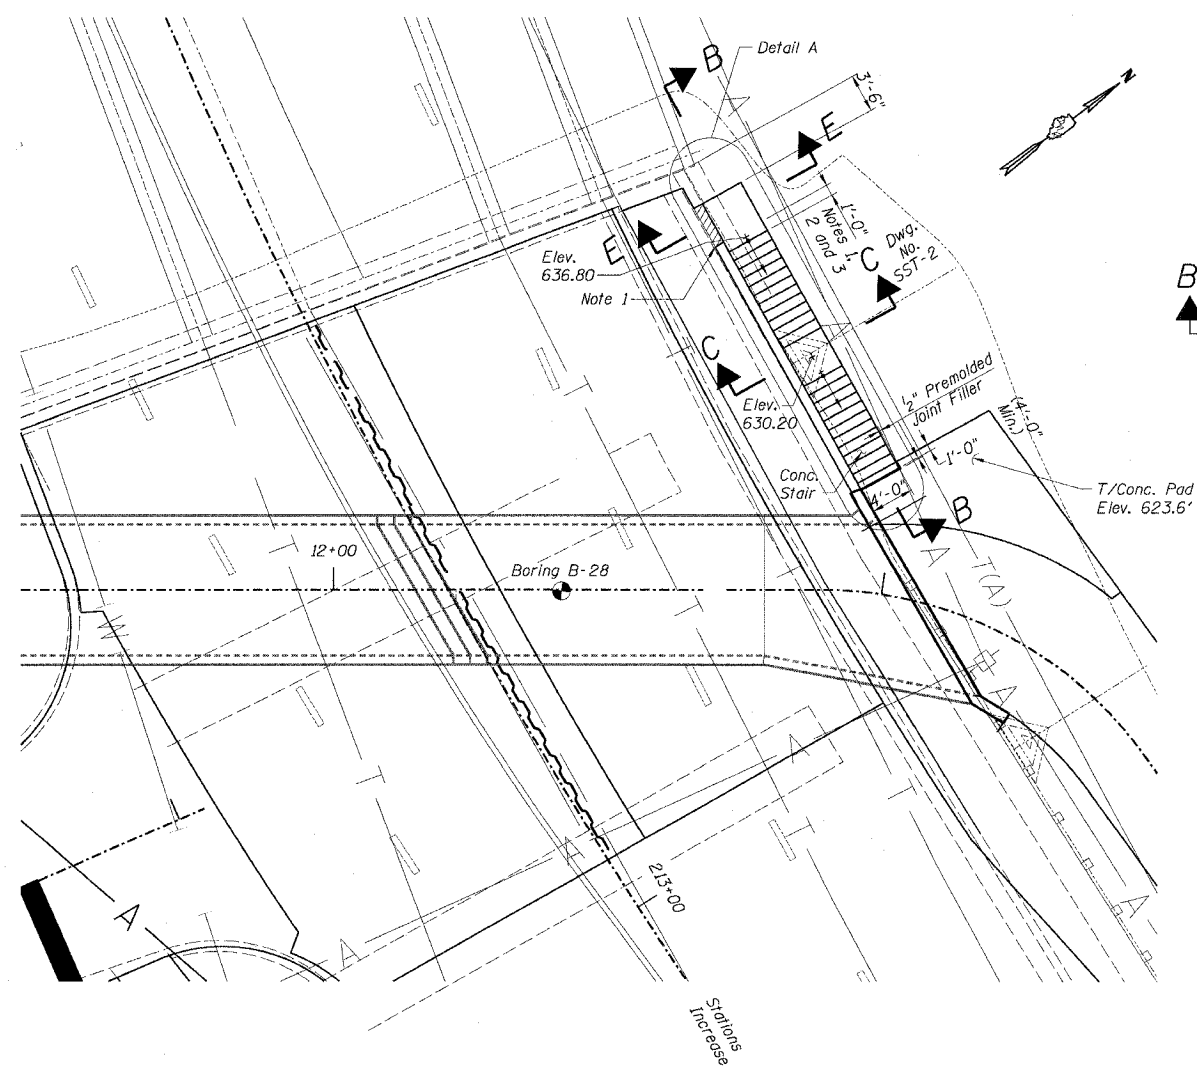 B
Detail A
3'-6"
N
E
1'-0"
Notes 1,
2 and 3
Dwg.
No.
SST-2
E
Elev.
636.80
Note 1
C
B
C
Elev.
630.20
½" Premolded
Joint Filler
(4'-0"
Min.)
1'-0"
Conc.
Stair
4'-0"
T/Conc. Pad
Elev. 623.6
B
12+00
Boring B-28
A
T(A)
W
T
T
T
A
A
T
T
A
T
T
A
A
213+00
A
A
Stations
Increase